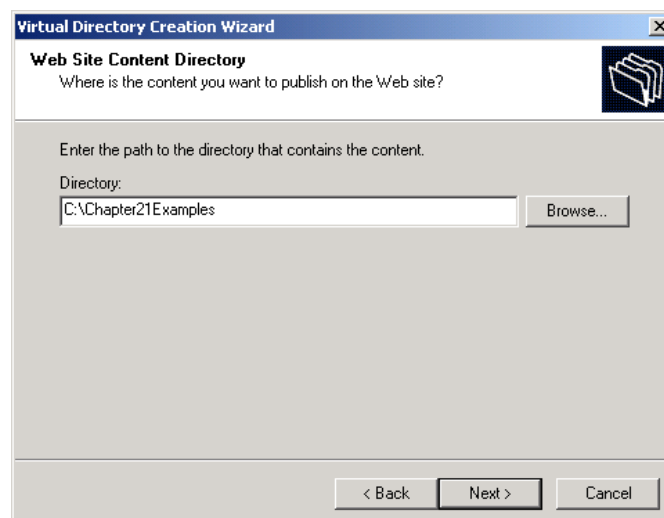 Virtual Directory Creation Wizard
Web Site Content Directory
Where is the content you want to publish on the Web site?
Enter the path to the directory that contains the content.
Directory:
C:\Chapter21Examples
Browse...
< Back
Next >
Cancel